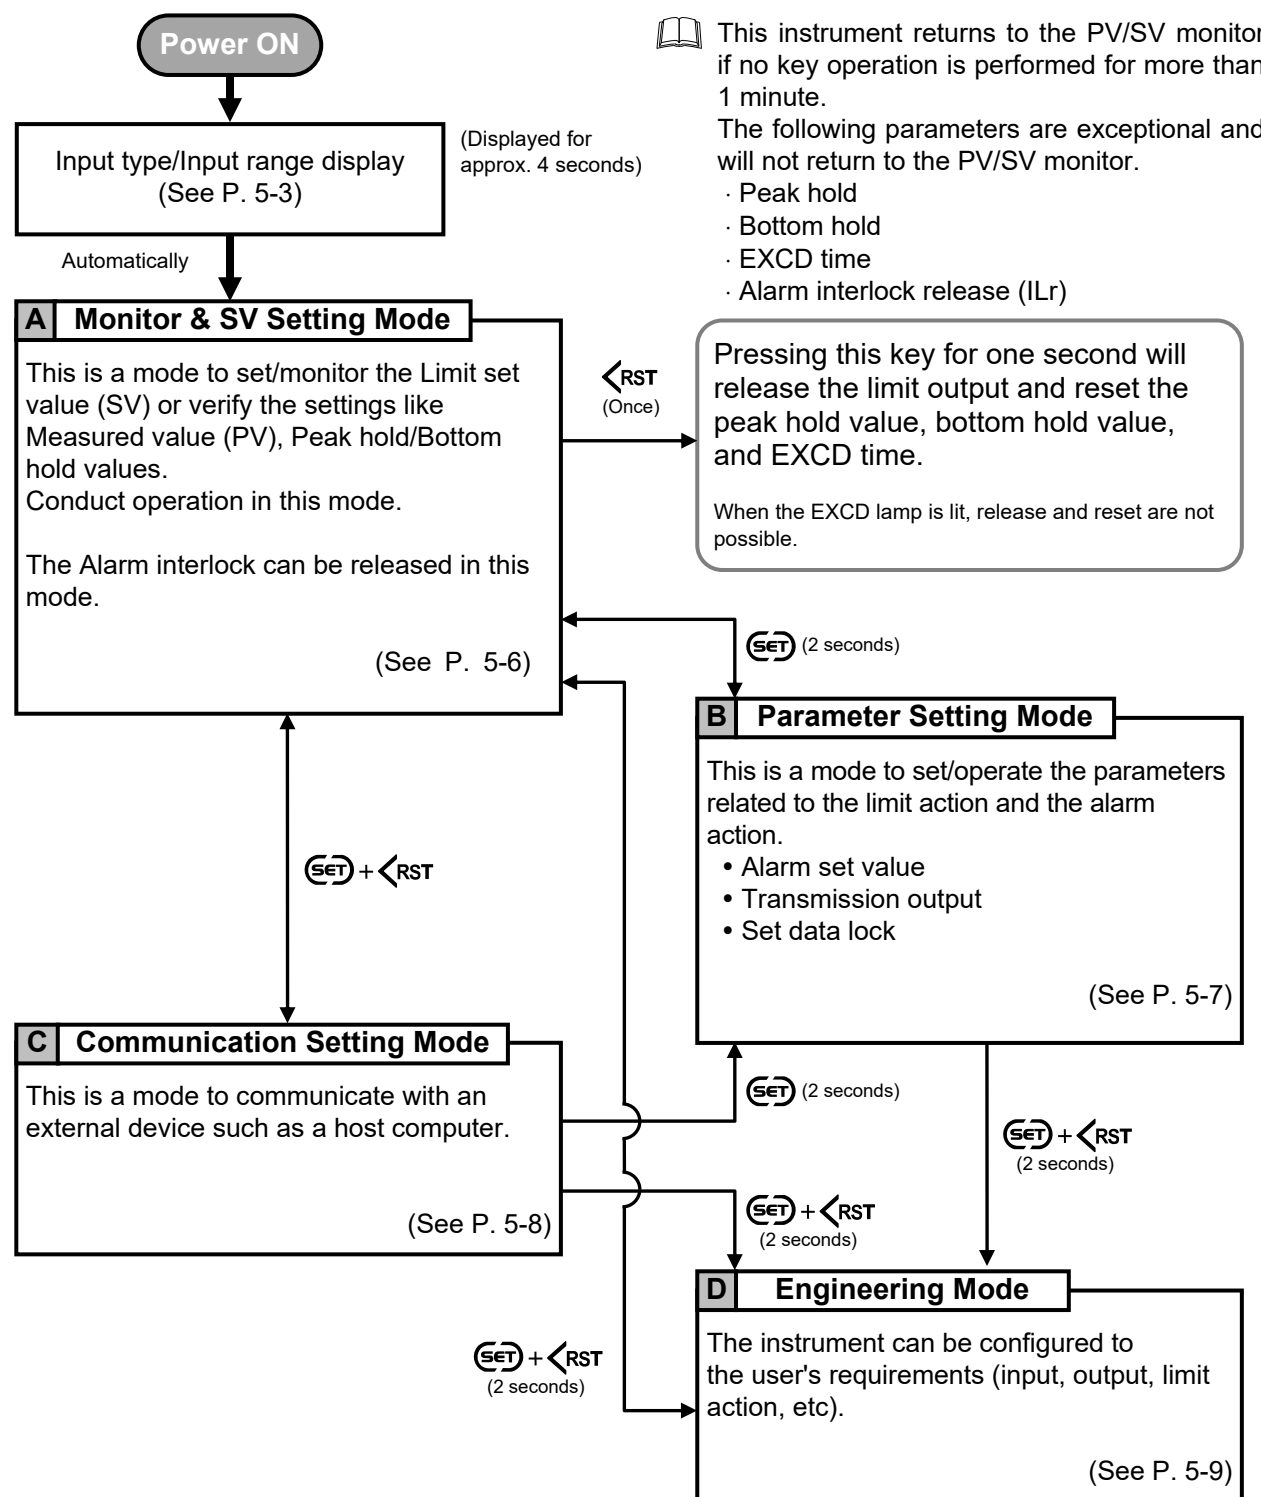 Power ON
This instrument returns to the PV/SV monitor
if no key operation is performed for more than
1 minute.
The following parameters are exceptional and
will not return to the PV/SV monitor.
· Peak hold
· Bottom hold
· EXCD time
· Alarm interlock release (ILr)
Input type/Input range display
(See P. 5-3)
(Displayed for
approx. 4 seconds)
Automatically
A Monitor & SV Setting Mode
This is a mode to set/monitor the Limit set
value (SV) or verify the settings like
Measured value (PV), Peak hold/Bottom
hold values.
Conduct operation in this mode.
The Alarm interlock can be released in this
mode.
(See P. 5-6)
<RST
(Once)
Pressing this key for one second will
release the limit output and reset the
peak hold value, bottom hold value,
and EXCD time.
When the EXCD lamp is lit, release and reset are not
possible.
SET (2 seconds)
B Parameter Setting Mode
This is a mode to set/operate the parameters
related to the limit action and the alarm
action.
• Alarm set value
• Transmission output
• Set data lock
(See P. 5-7)
SET + <RST
C Communication Setting Mode
This is a mode to communicate with an
external device such as a host computer.
(See P. 5-8)
SET (2 seconds)
SET + <RST
(2 seconds)
SET + <RST
(2 seconds)
D Engineering Mode
The instrument can be configured to
the user's requirements (input, output, limit
action, etc).
(See P. 5-9)
SET + <RST
(2 seconds)